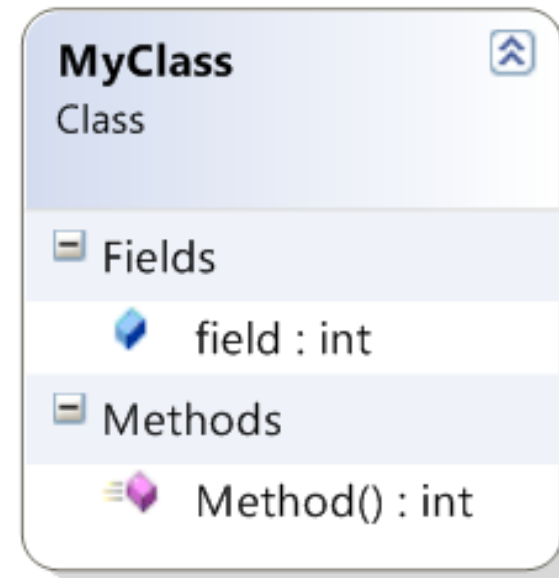 MyClass
Class
Fields
field : int
Methods
Method() : int